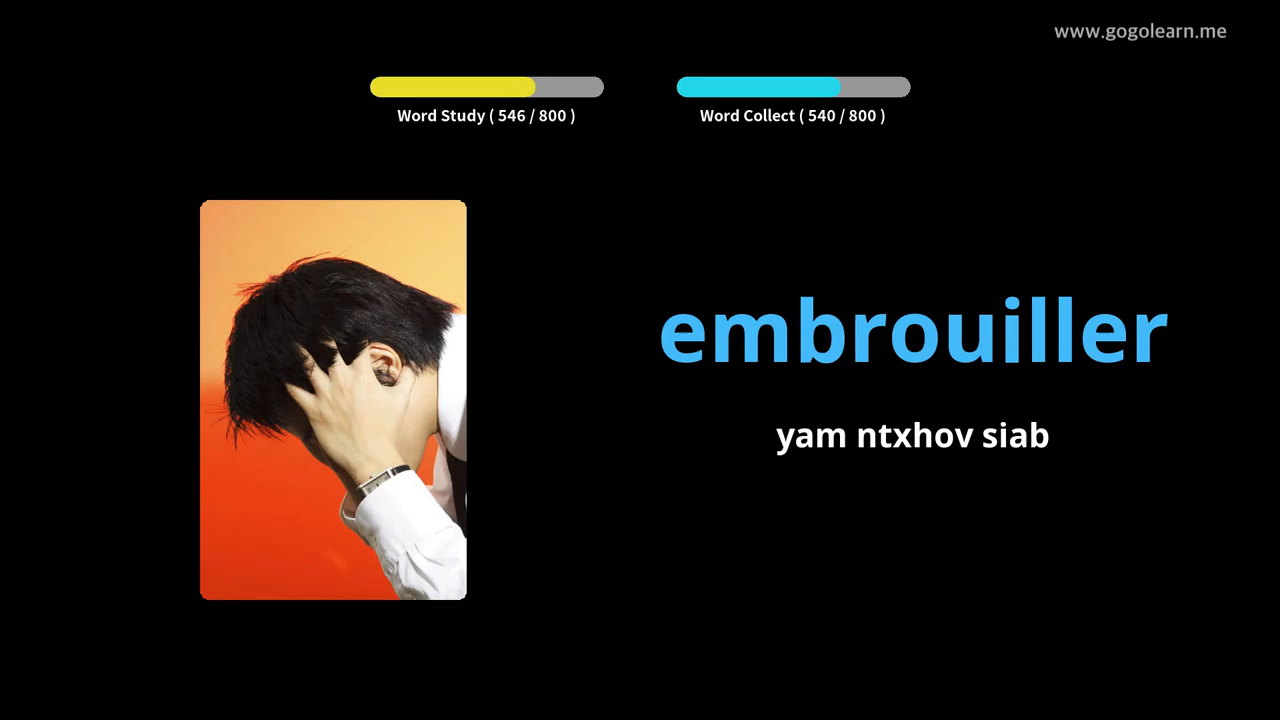 www.gogolearn.me
Word Study ( 546 / 800 )
Word Collect ( 540 / 800 )
embrouiller
yam ntxhov siab